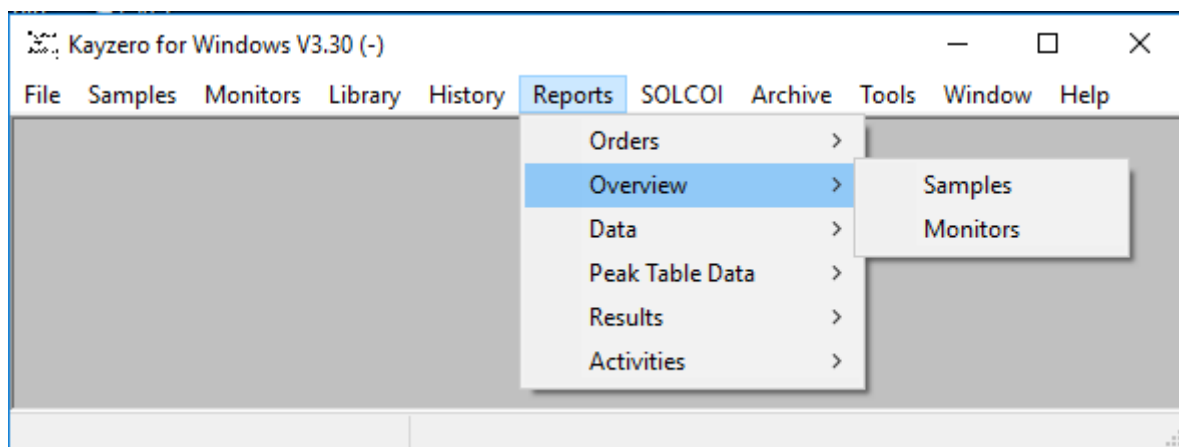 Kayzero for Windows V3.30 (-)
File Samples Monitors Library History Reports SOLCOI Archive Tools Window Help
Orders
Overview
Samples
Data
Monitors
Peak Table Data
Results
Activities